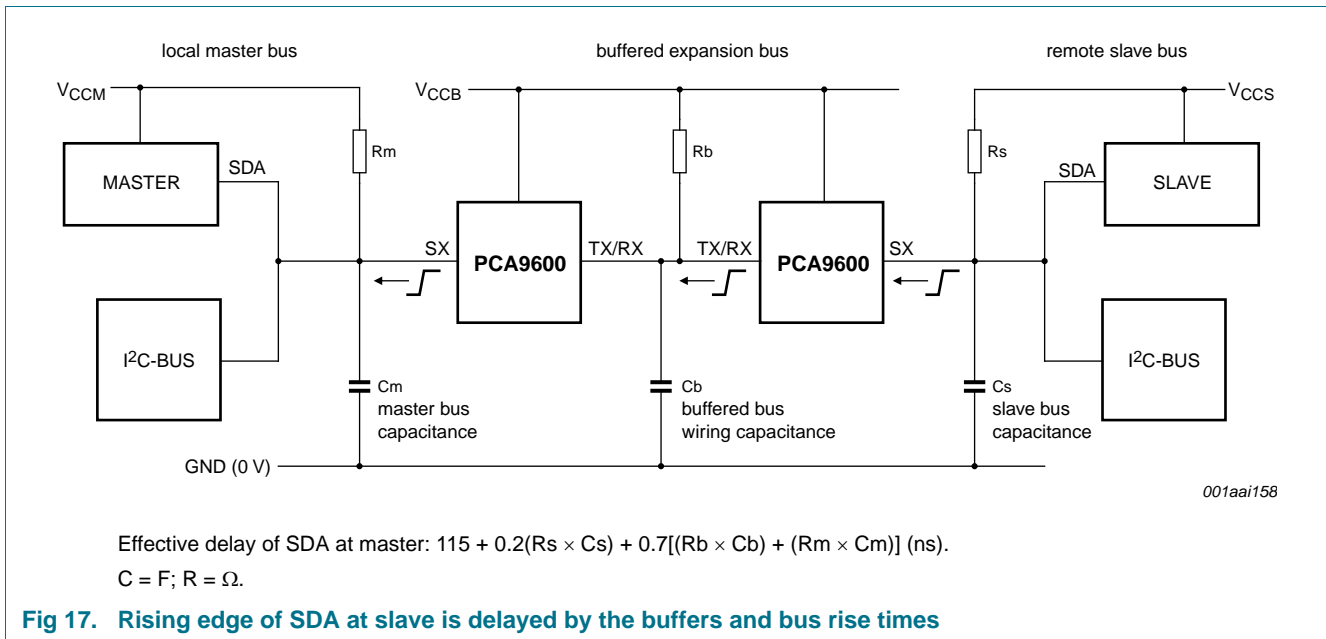 local master bus
buffered expansion bus
remote slave bus
VCCM
VCCB
VCCS
Rm
Rb
Rs
MASTER
SDA
SDA
SLAVE
SX
PCA9600
TX/RX
TX/RX
PCA9600
SX
I2C-BUS
I2C-BUS
Cm
master bus
capacitance
Cb
buffered bus
wiring capacitance
Cs
slave bus
capacitance
GND (0 V)
001aai158
Effective delay of SDA at master: 115 + 0.2(Rs × Cs) + 0.7[(Rb × Cb) + (Rm × Cm)] (ns).
C = F; R = Ω.
Fig 17. Rising edge of SDA at slave is delayed by the buffers and bus rise times